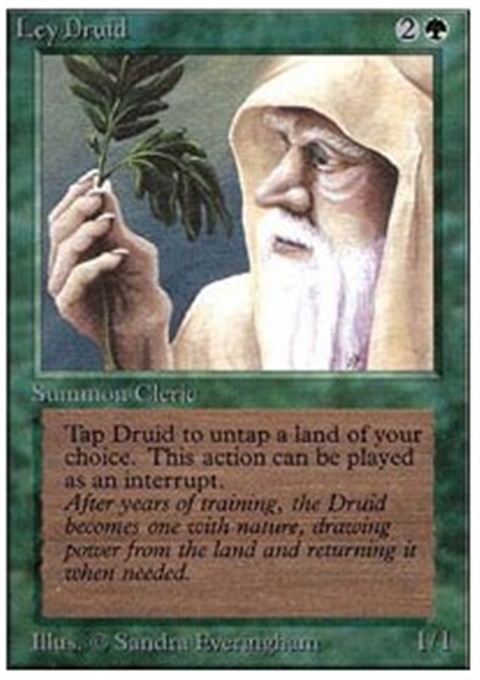 Ley Druid 2
Summon Cleric
Tap Druid to untap a land of your
choice. This action can be played
as an interrupt.
After years of training, the Druid
becomes one with nature, drawing
power from the land and returning it
when needed.
Illus. © Sandra Everingham 1/1